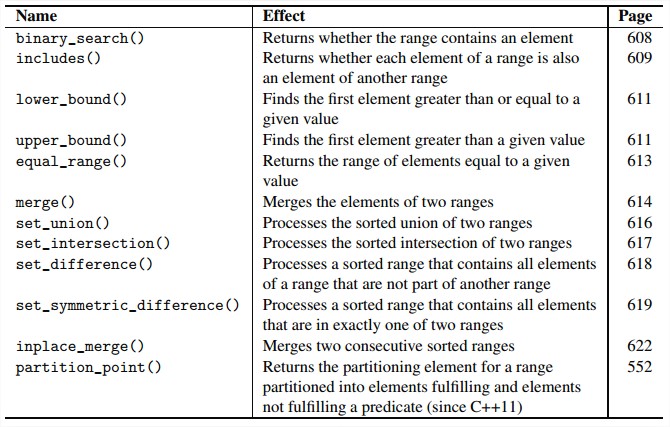 Name Effect Page
binary_search() Returns whether the range contains an element 608
includes() Returns whether each element of a range is also 609
an element of another range
lower_bound() Finds the first element greater than or equal to a 611
given value
upper_bound() Finds the first element greater than a given value 611
equal_range() Returns the range of elements equal to a given 613
value
merge() Merges the elements of two ranges 614
set_union() Processes the sorted union of two ranges 616
set_intersection() Processes the sorted intersection of two ranges 617
set_difference() Processes a sorted range that contains all elements 618
of a range that are not part of another range
set_symmetric_difference() Processes a sorted range that contains all elements 619
that are in exactly one of two ranges
inplace_merge() Merges two consecutive sorted ranges 622
partition_point() Returns the partitioning element for a range 552
partitioned into elements fulfilling and elements
not fulfilling a predicate (since C++11)